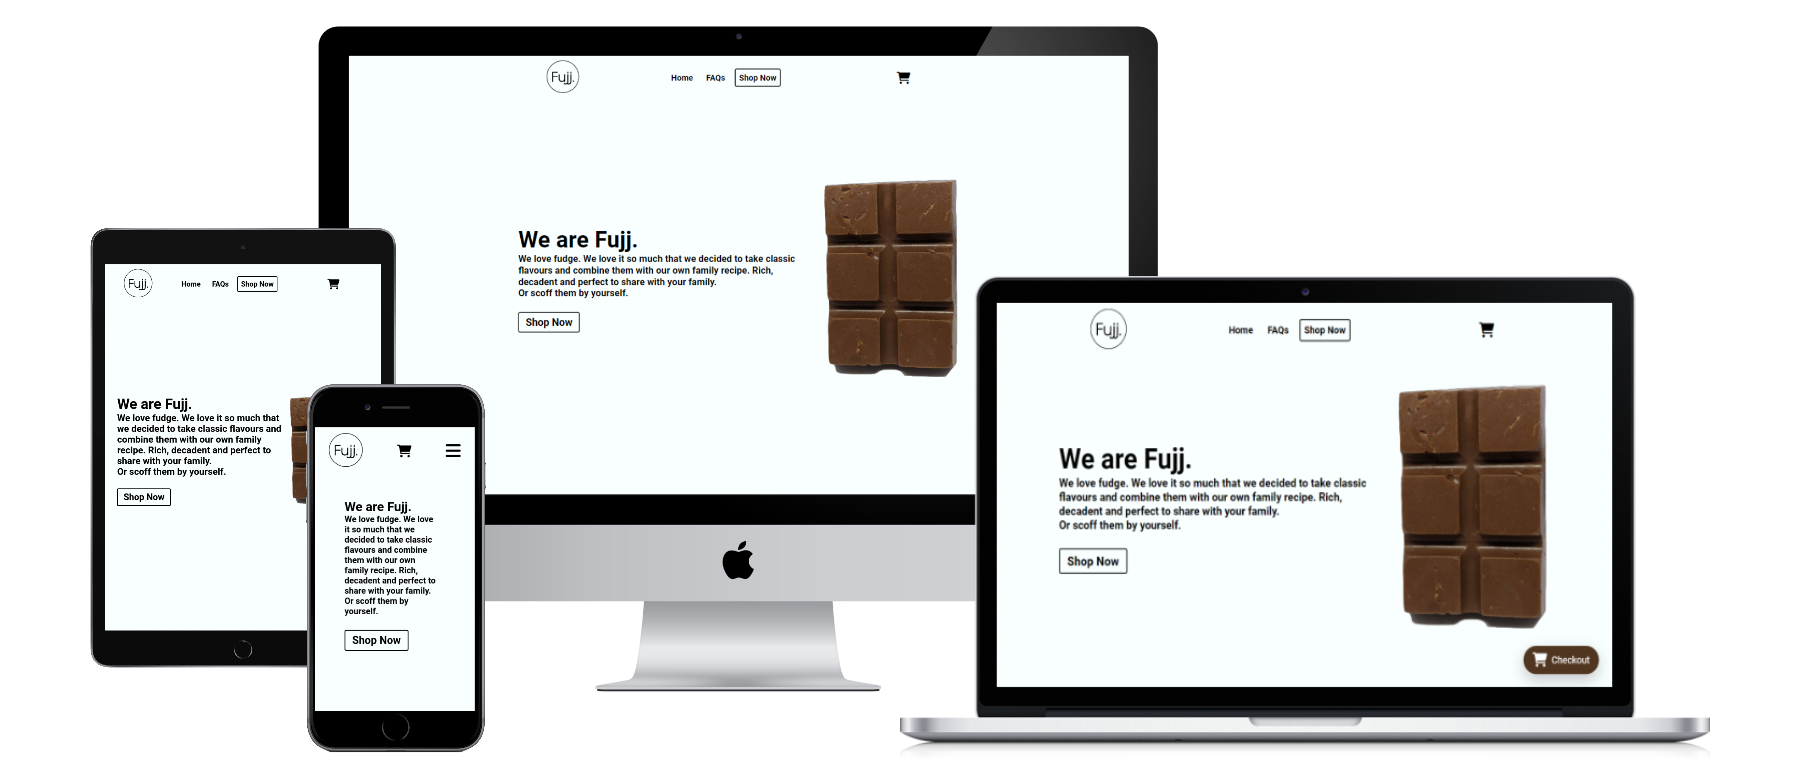 Fujj.
Home FAQs Shop Now
We are Fujj.
We love fudge. We love it so much that we decided to take classic
flavours and combine them with our own family recipe. Rich,
decadent and perfect to share with your family.
Or scoff them by yourself.
Shop Now
Fujj.
Home FAQs Shop Now
We are Fujj.
We love fudge. We love it so much that
we decided to take classic flavours and
combine them with our own family
recipe. Rich, decadent and perfect to
share with your family.
Or scoff them by yourself.
Shop Now
Fujj.
We are Fujj.
We love fudge. We love
it so much that we
decided to take classic
flavours and combine
them with our own
family recipe. Rich,
decadent and perfect to
share with your family.
Or scoff them by
yourself.
Shop Now
Fujj.
Home FAQs Shop Now
We are Fujj.
We love fudge. We love it so much that we decided to take classic
flavours and combine them with our own family recipe. Rich,
decadent and perfect to share with your family.
Or scoff them by yourself.
Shop Now
Checkout